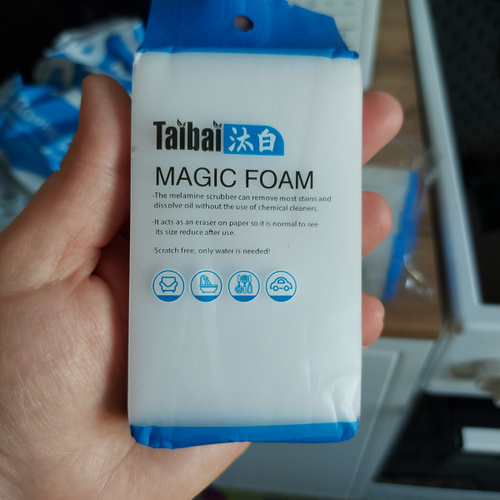 Taibai 汰白
MAGIC FOAM
-The melamine scrubber can remove most stains and
dissolve oil without the use of chemical cleaners.
-It acts as an eraser on paper so it is normal to see
its size reduce after use.
-Scratch free, only water is needed!